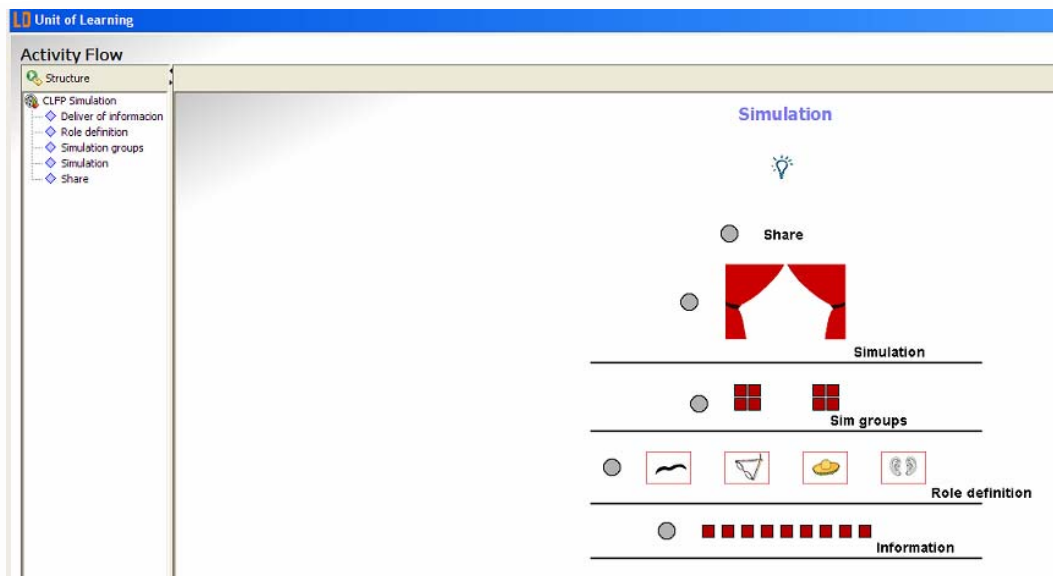 LD Unit of Learning
Activity Flow
Structure
CLFP Simulation
Deliver of informacion
Role definition
Simulation groups
Simulation
Share
Simulation
Share
Simulation
Sim groups
Role definition
Information